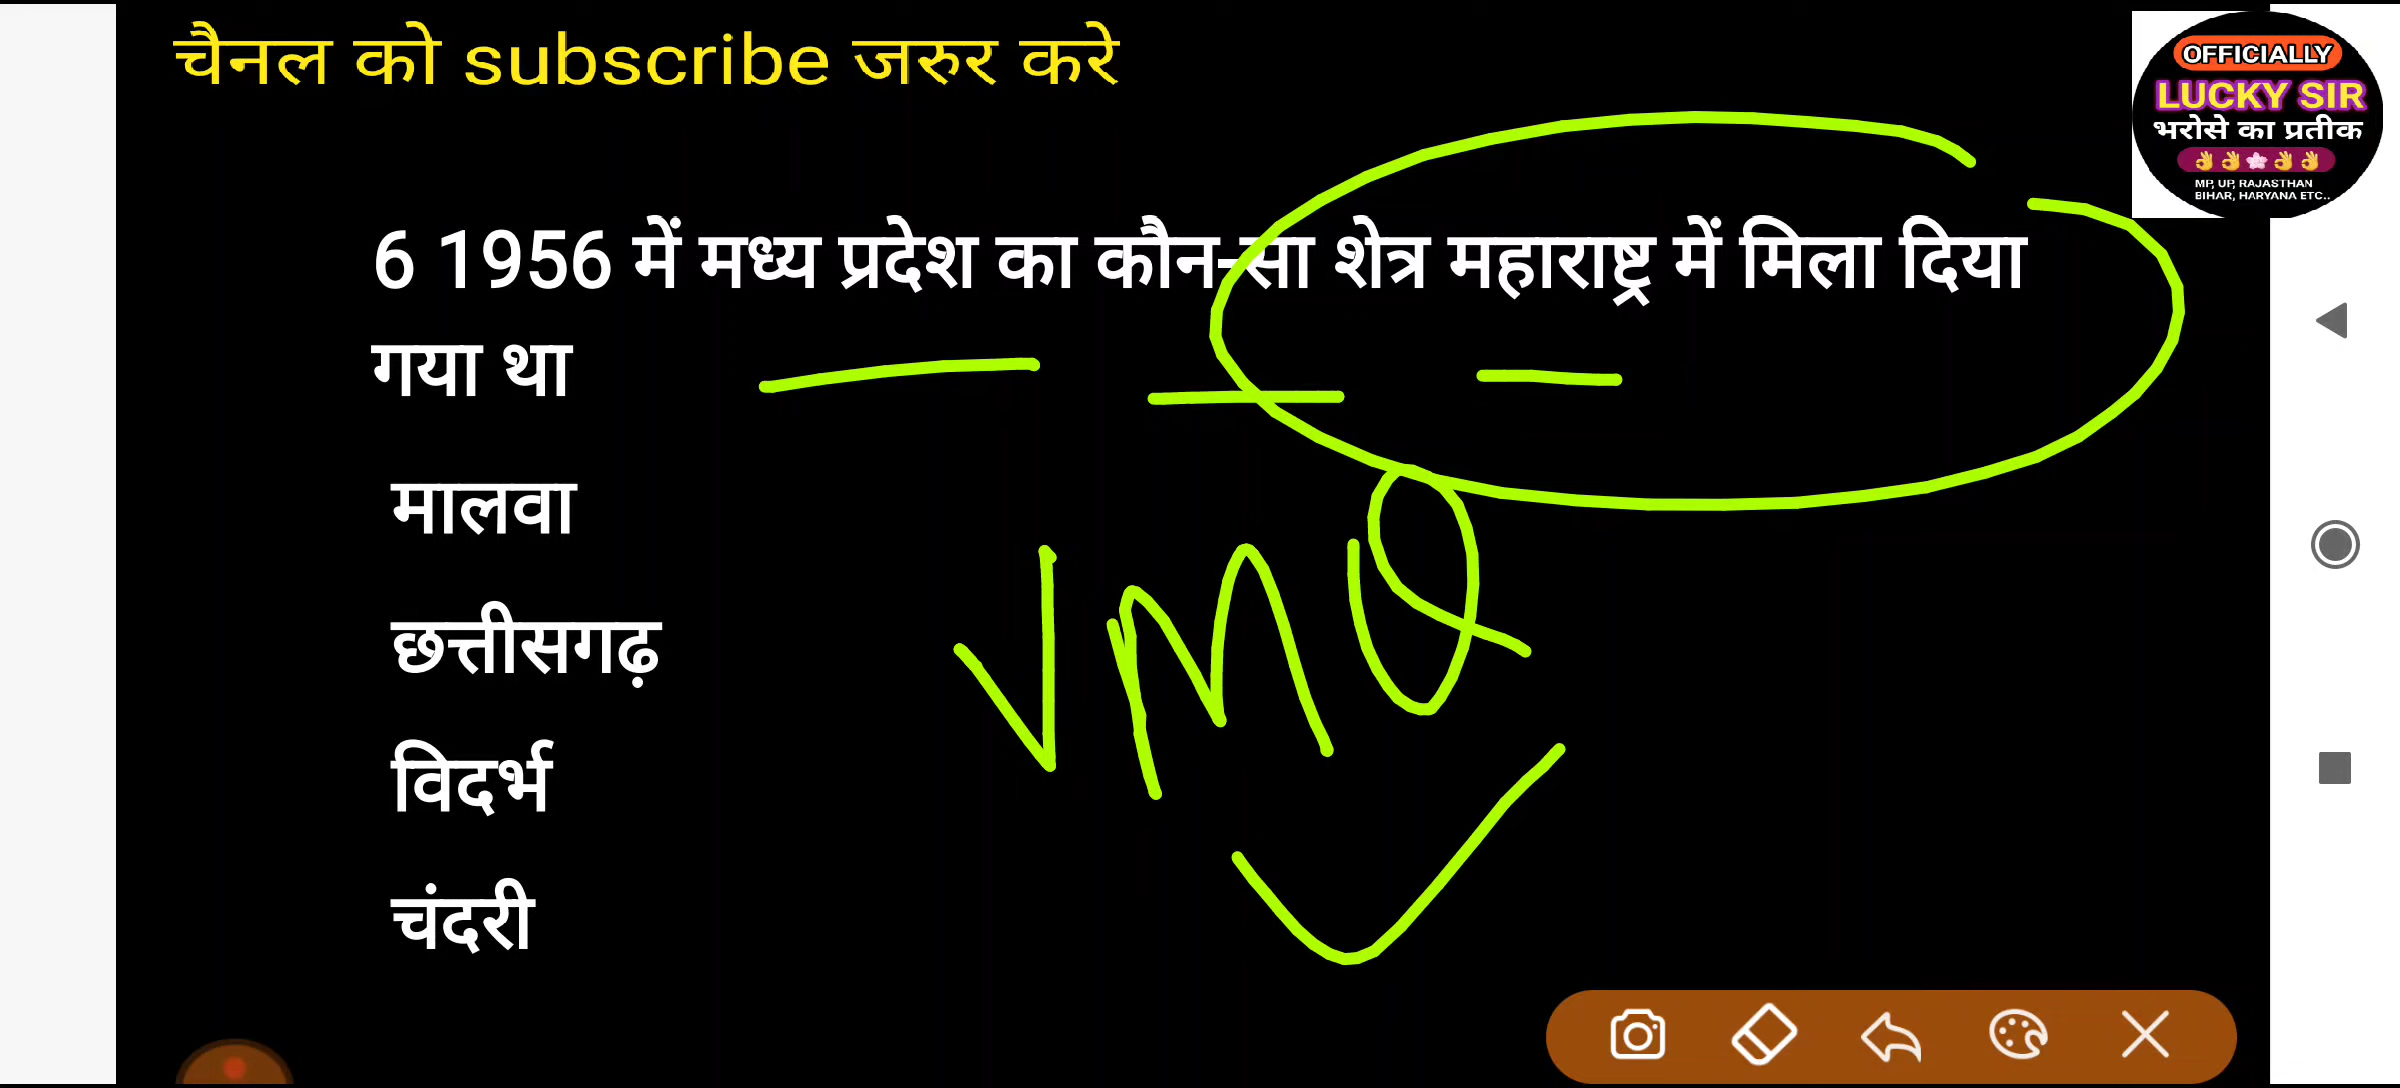 चैनल को subscribe जरुर करे
OFFICIALLY
LUCKY SIR
भरोसे का प्रतीक
MP, UP, RAJASTHAN
BIHAR, HARYANA ETC..
6 1956 में मध्य प्रदेश का कौन-सा शेत्र महाराष्ट्र में मिला दिया
गया था
मालवा
छत्तीसगढ़
विदर्भ
चंदरी